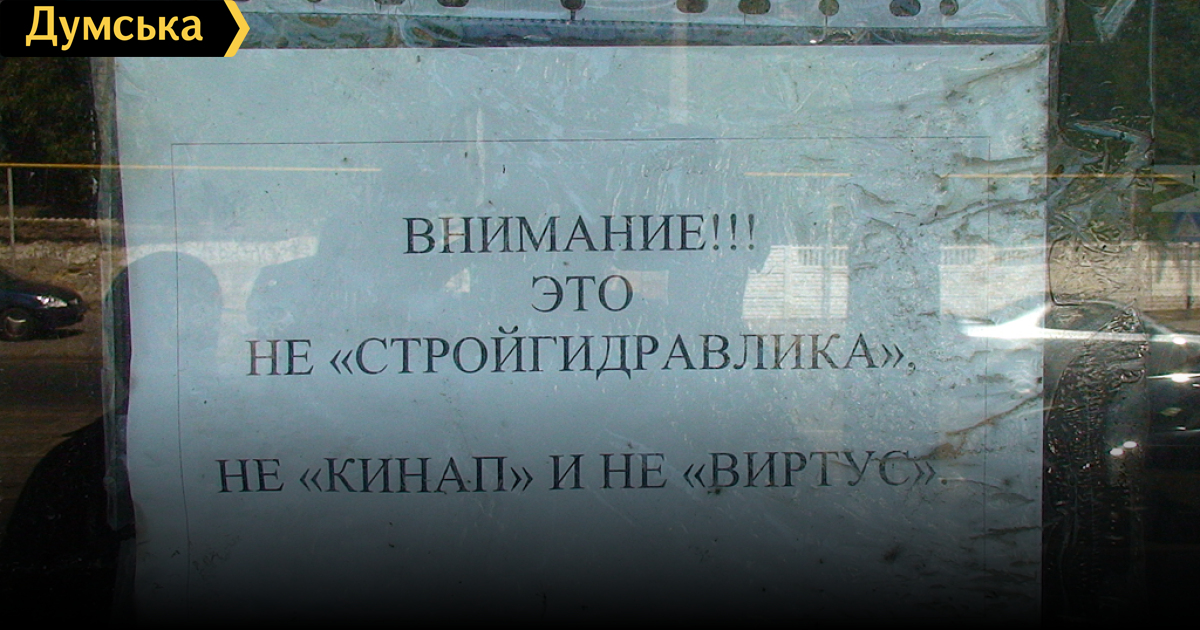 Думська
ВНИМАНИЕ!!!
ЭТО
НЕ «СТРОЙГИДРАВЛИКА»,
НЕ «КИНАП» И НЕ «ВИРТУС».